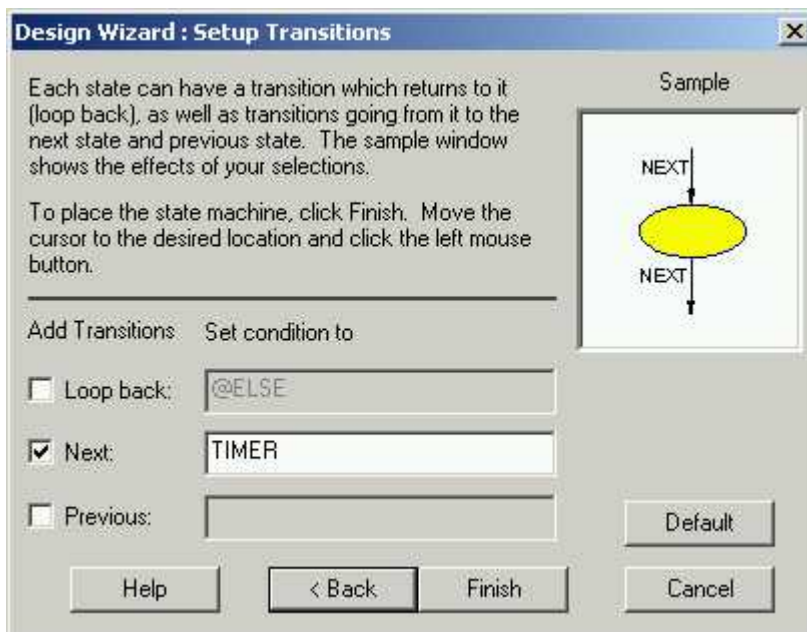 Design Wizard : Setup Transitions
Each state can have a transition which returns to it
(loop back), as well as transitions going from it to the
next state and previous state. The sample window
shows the effects of your selections.
To place the state machine, click Finish. Move the
cursor to the desired location and click the left mouse
button.
Sample
NEXT
NEXT
Add Transitions Set condition to
Loop back: @ELSE
Next: TIMER
Previous:
Default
Help < Back Finish Cancel